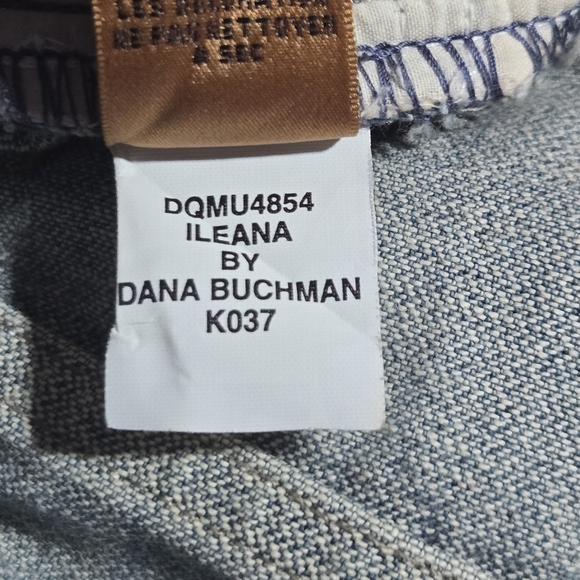 NE PAS NETTOYER
A SEC
DQMU4854
ILEANA
BY
DANA BUCHMAN
K037